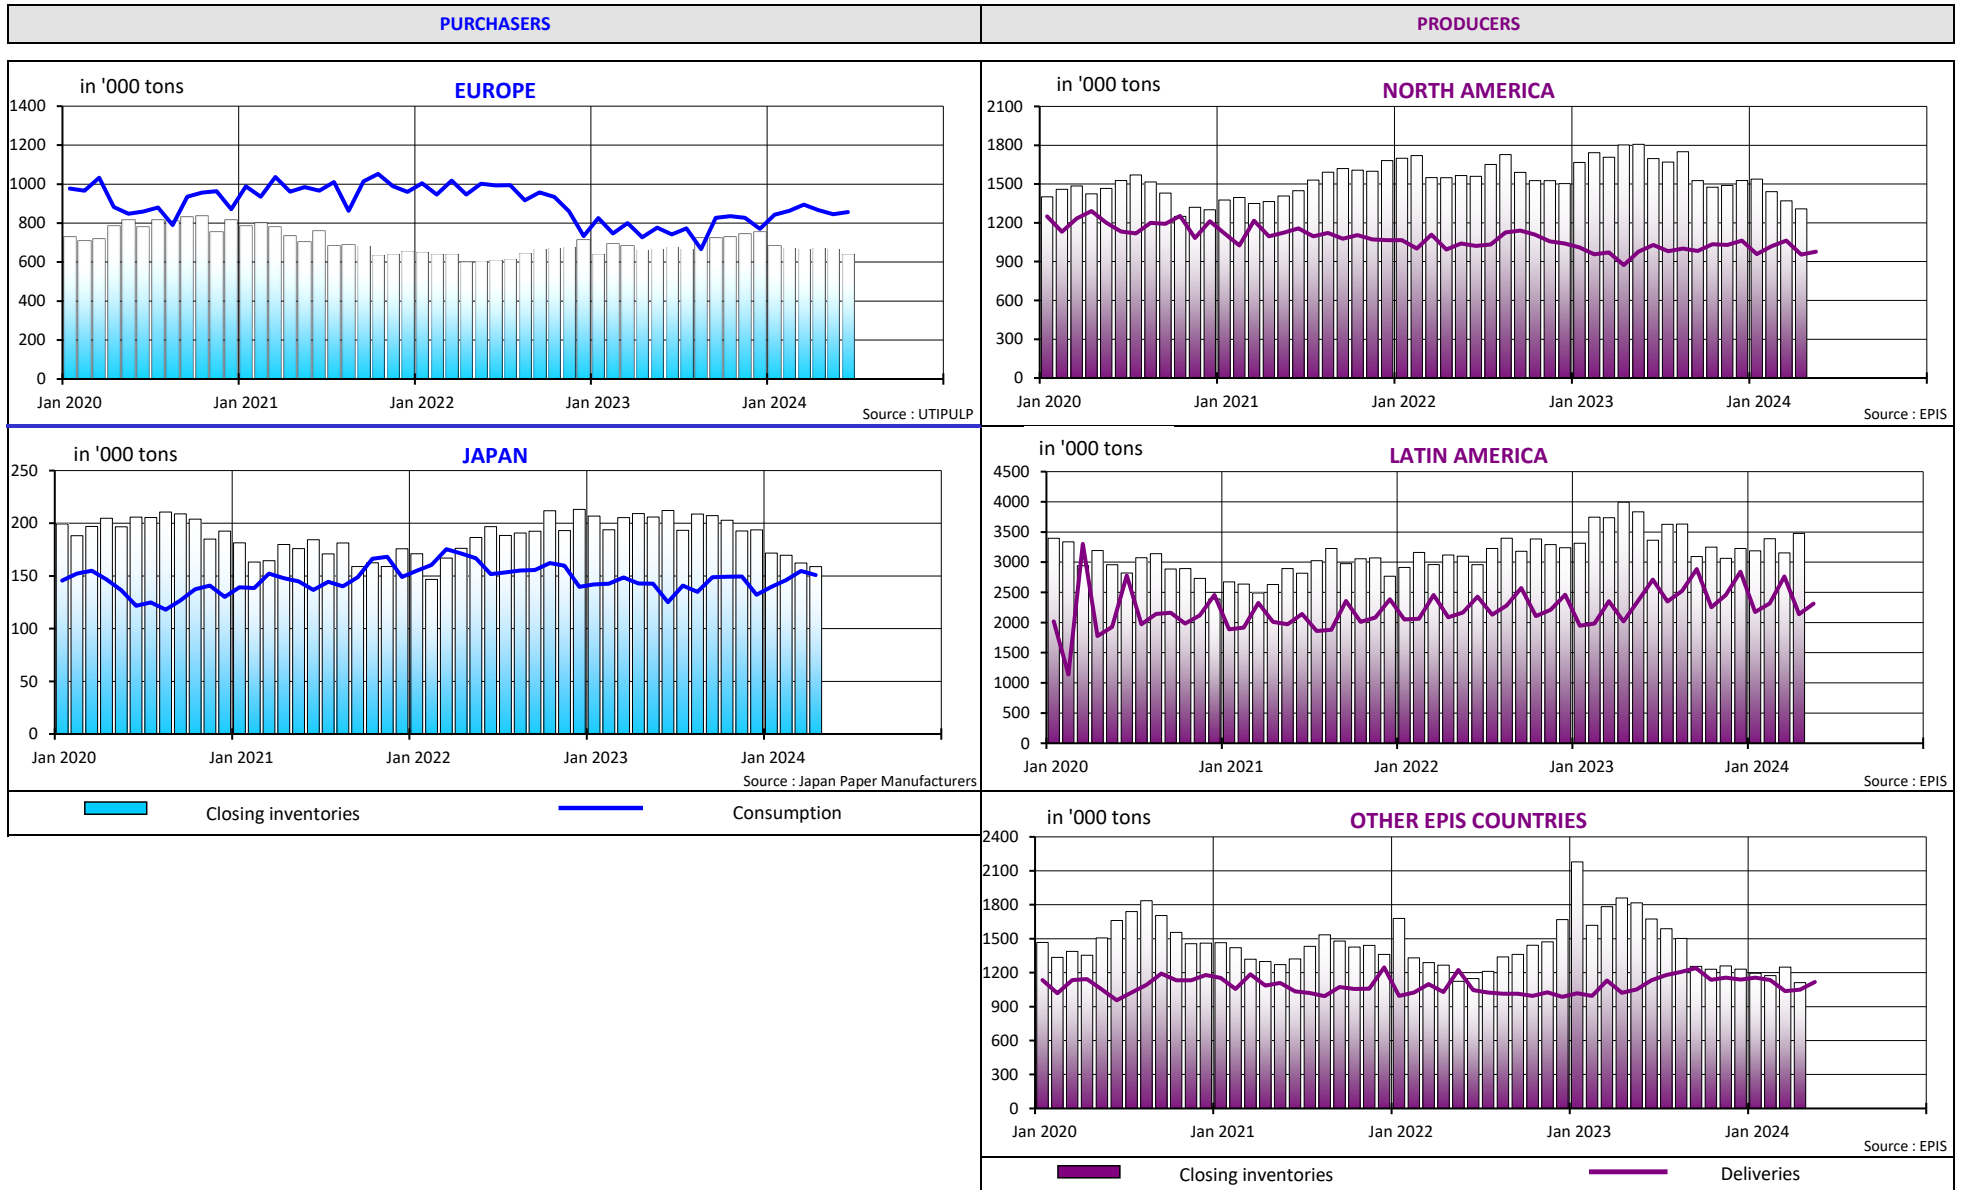 PURCHASERS
PRODUCERS
in '000 tons
EUROPE
1400
1200
1000
800
600
400
200
0
Jan 2020
Jan 2021
Jan 2022
Jan 2023
Jan 2024
Source : UTIPULP
in '000 tons
NORTH AMERICA
2100
1800
1500
1200
900
600
300
0
Jan 2020
Jan 2021
Jan 2022
Jan 2023
Jan 2024
Source : EPIS
in '000 tons
JAPAN
250
200
150
100
50
0
Jan 2020
Jan 2021
Jan 2022
Jan 2023
Jan 2024
Source : Japan Paper Manufacturers
Closing inventories
Consumption
in '000 tons
LATIN AMERICA
4500
4000
3500
3000
2500
2000
1500
1000
500
0
Jan 2020
Jan 2021
Jan 2022
Jan 2023
Jan 2024
Source : EPIS
in '000 tons
OTHER EPIS COUNTRIES
2400
2100
1800
1500
1200
900
600
300
0
Jan 2020
Jan 2021
Jan 2022
Jan 2023
Jan 2024
Source : EPIS
Closing inventories
Deliveries